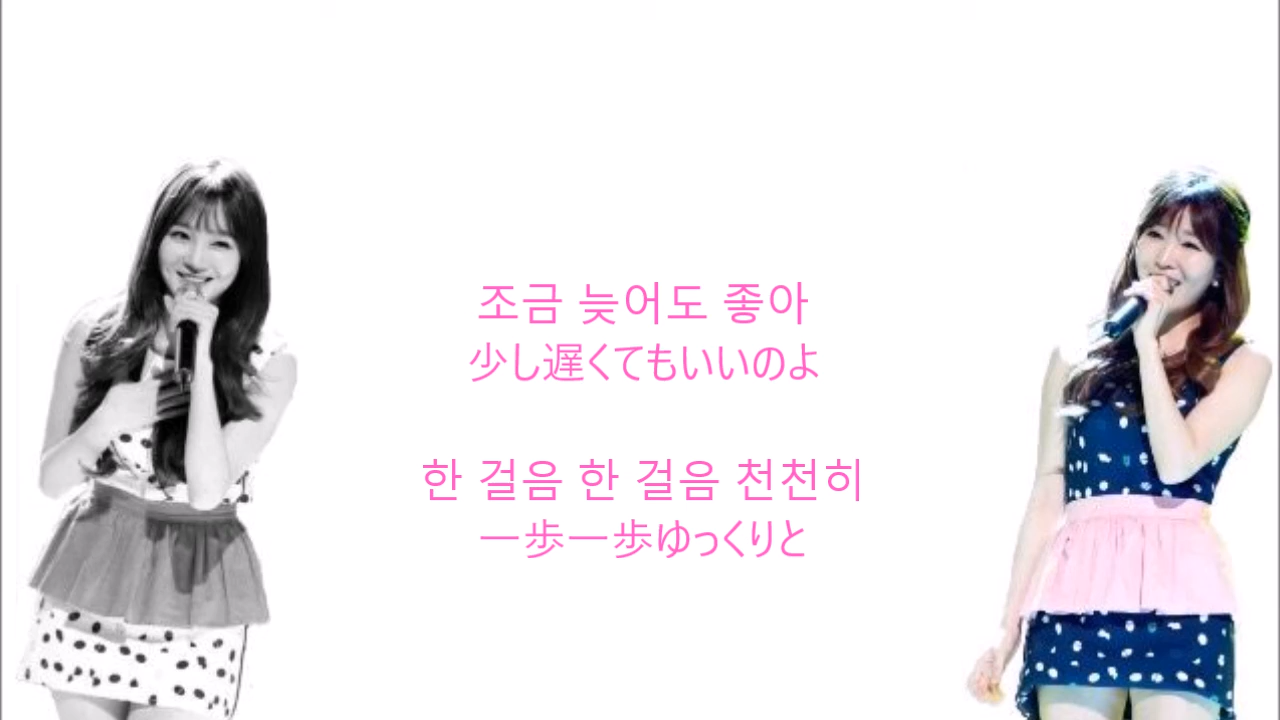 조금 늦어도 좋아
少し遅くてもいいのよ
한 걸음 한 걸음 천천히
一歩一歩ゆっくりと